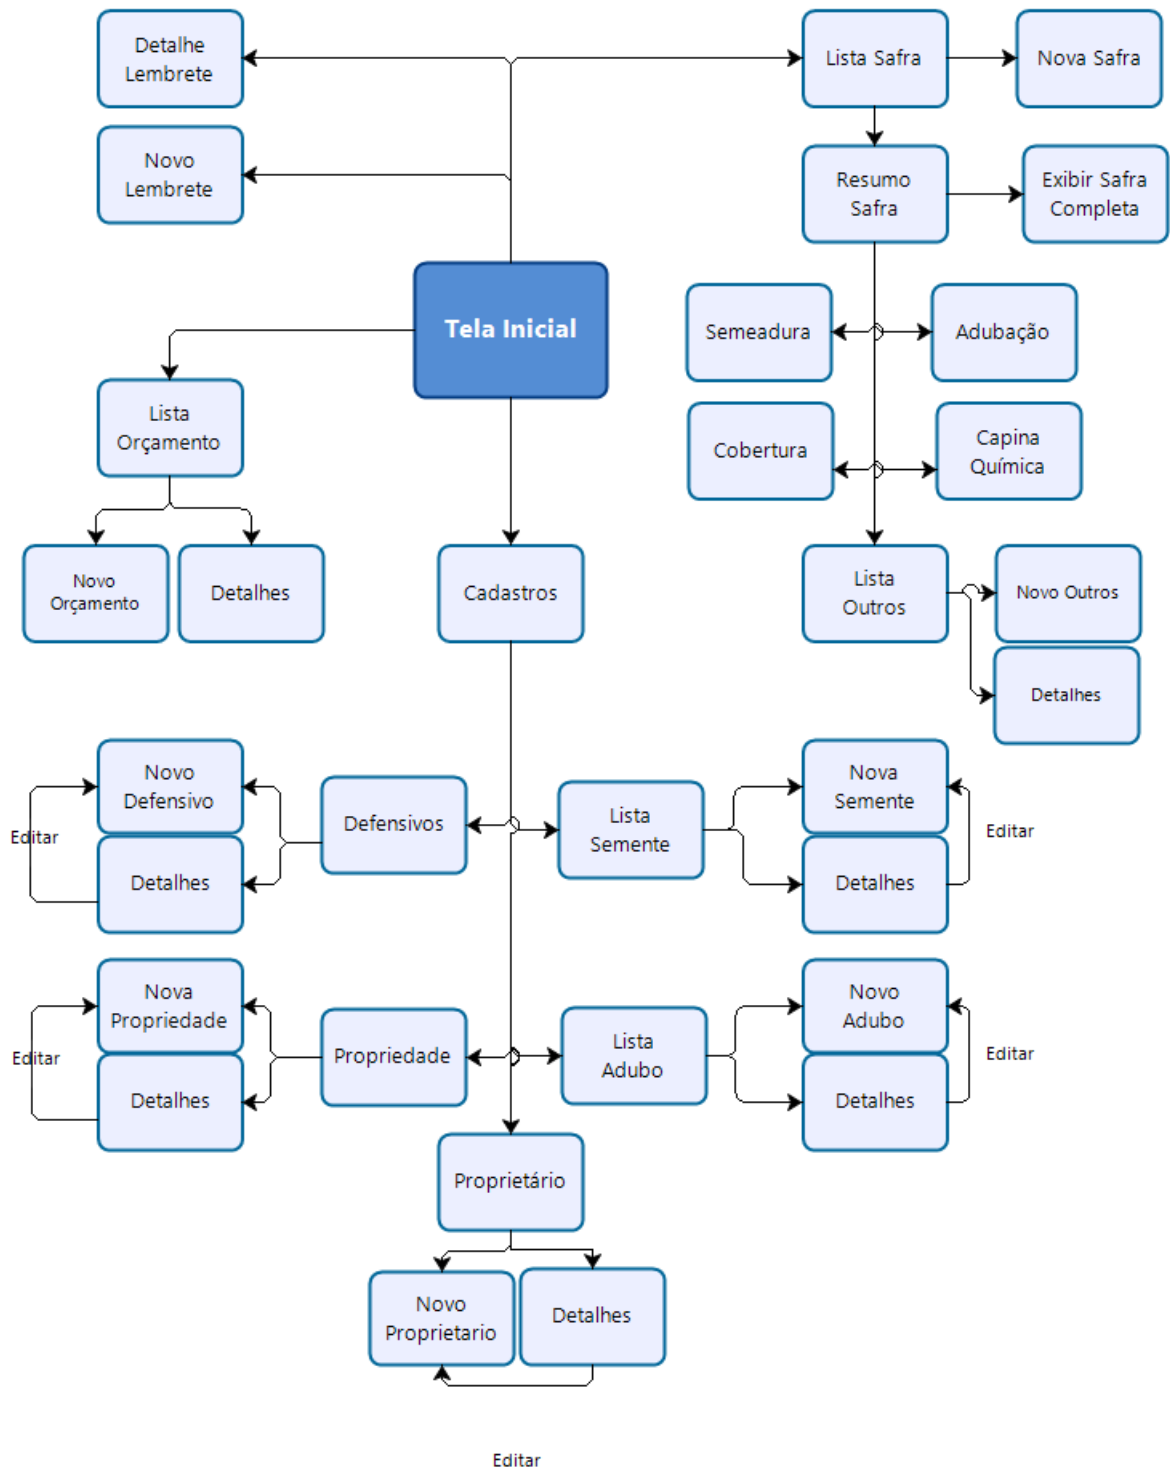 Detalhe
Lembrete
Lista Safra
Nova Safra
Novo
Lembrete
Resumo
Safra
Exibir Safra
Completa
Tela Inicial
Semeadura
Adubação
Lista
Orçamento
Cobertura
Capina
Química
Novo
Orçamento
Detalhes
Cadastros
Lista
Outros
Novo Outros
Detalhes
Novo
Defensivo
Defensivos
Lista
Semente
Nova
Semente
Editar
Detalhes
Detalhes
Editar
Nova
Propriedade
Propriedade
Lista
Adubo
Novo
Adubo
Editar
Detalhes
Detalhes
Editar
Proprietário
Novo
Proprietario
Detalhes
Editar